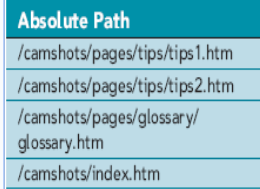 Absolute Path
/camshots/pages/tips/tips1.htm
/camshots/pages/tips/tips2.htm
/camshots/pages/glossary/
glossary.htm
/camshots/index.htm